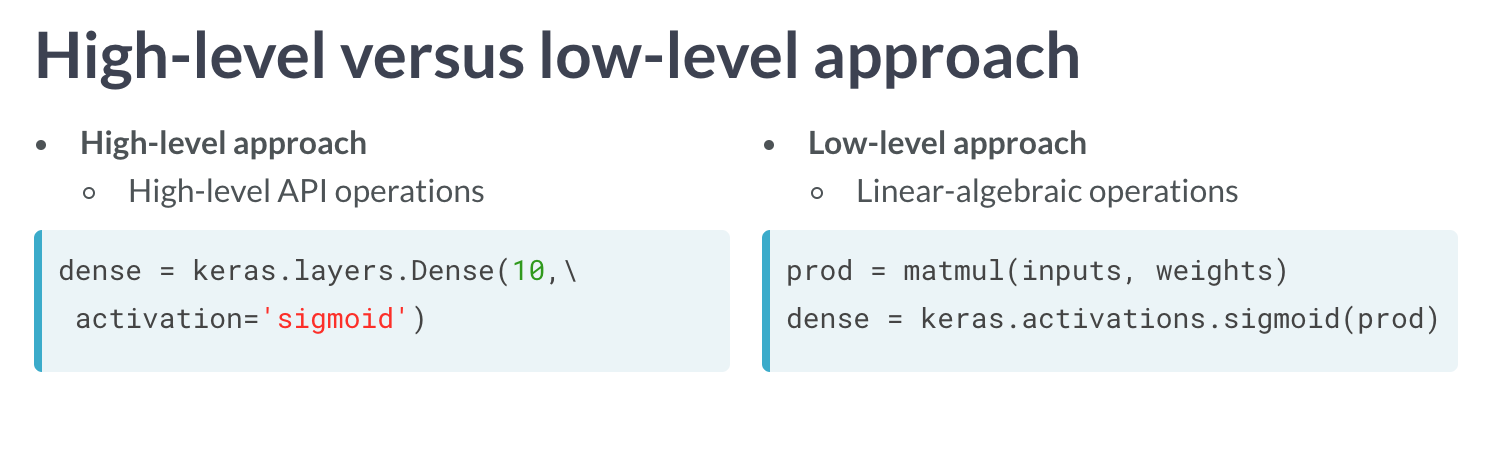 High-level versus low-level approach
• High-level approach
○ High-level API operations
dense = keras.layers.Dense(10,\
 activation='sigmoid')
• Low-level approach
○ Linear-algebraic operations
prod = matmul(inputs, weights)
dense = keras.activations.sigmoid(prod)